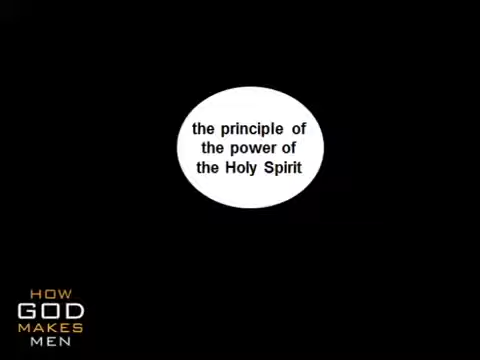 the principle of
the power of
the Holy Spirit
HOW
GOD
MAKES
MEN